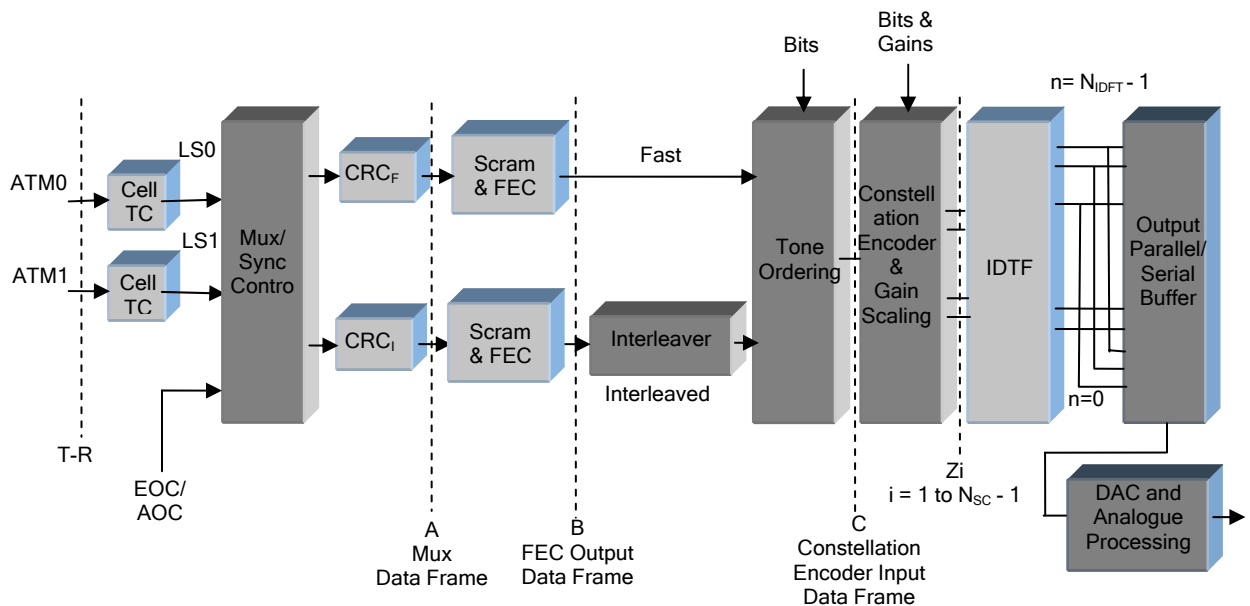 Bits
Bits &
Gains
n= N_IDFT - 1
ATM0
Cell
TC
LS0
ATM1
Cell
TC
LS1
Mux/
Sync
Contro
CRC_F
Scram
& FEC
Fast
CRC_I
Scram
& FEC
Interleaver
Interleaved
Tone
Ordering
Constell
ation
Encoder
&
Gain
Scaling
IDTF
n=0
Output
Parallel/
Serial
Buffer
T-R
EOC/
AOC
A
Mux
Data Frame
B
FEC Output
Data Frame
C
Constellation
Encoder Input
Data Frame
Zi
i = 1 to N_SC - 1
DAC and
Analogue
Processing